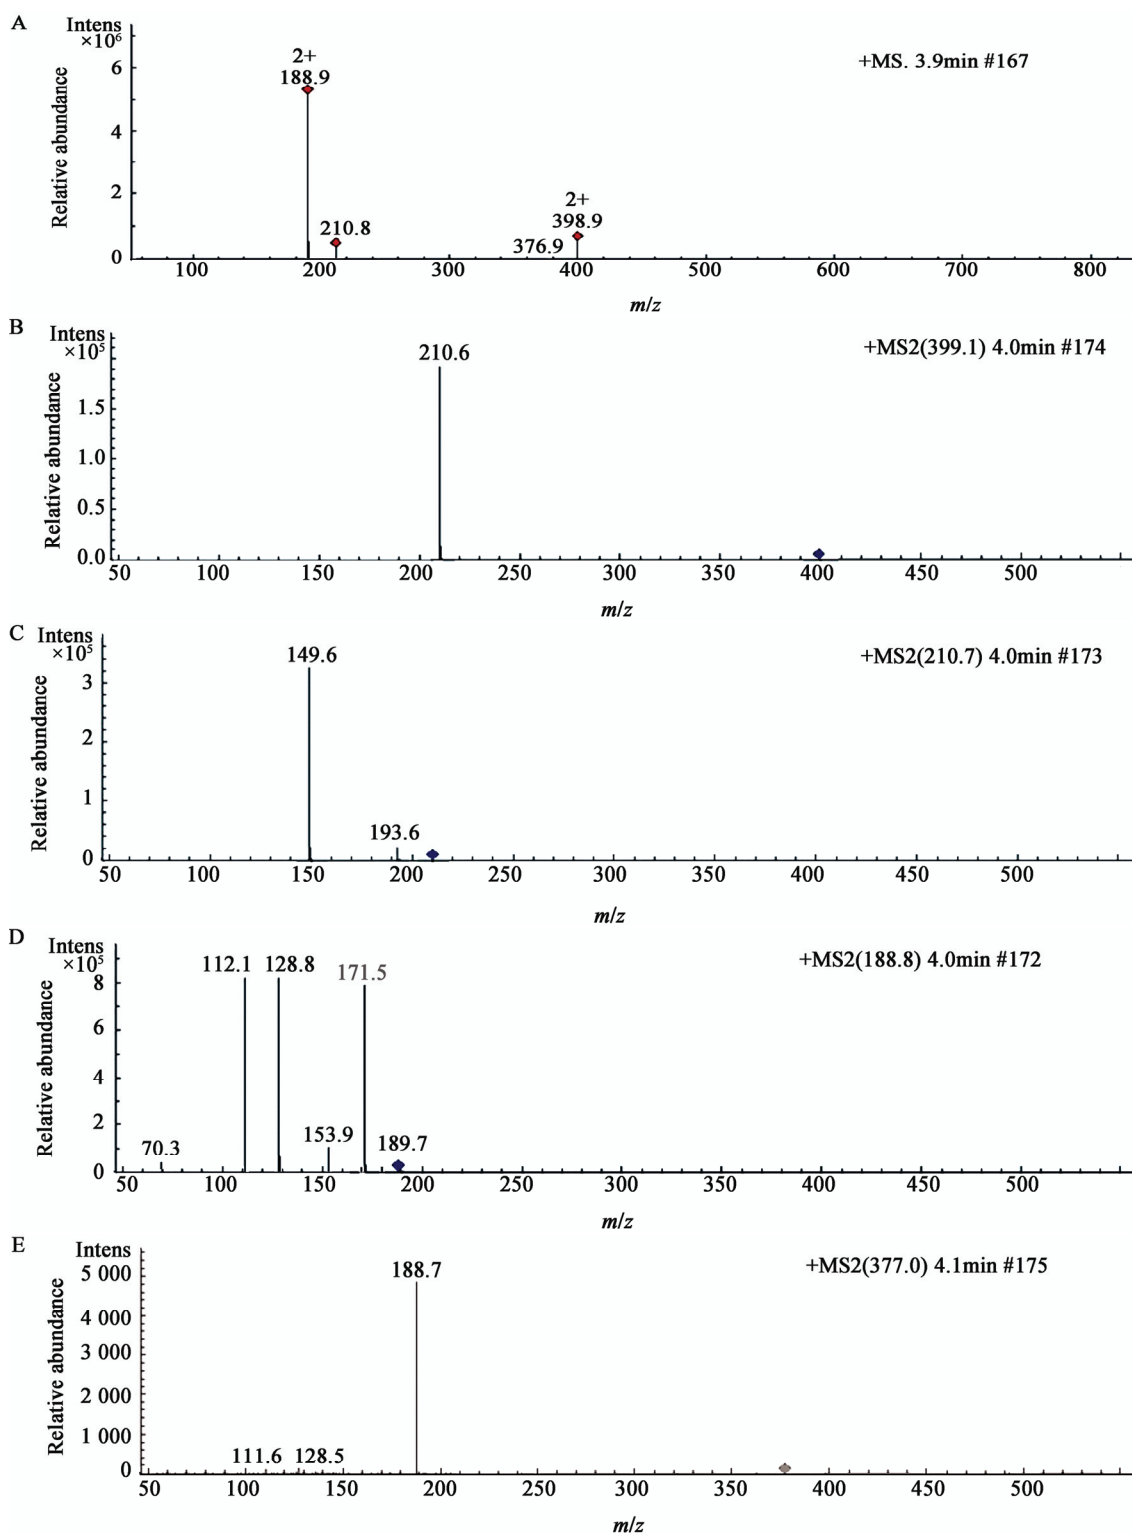 A
Intens
×10⁶
Relative abundance
+MS. 3.9min #167
2+
188.9
210.8
2+
398.9
376.9
6
4
2
0
100 200 300 400 500 600 700 800
m/z
B
Intens
×10⁵
Relative abundance
+MS2(399.1) 4.0min #174
210.6
1.5
1.0
0.5
0.0
50 100 150 200 250 300 350 400 450 500
m/z
C
Intens
×10⁵
Relative abundance
+MS2(210.7) 4.0min #173
149.6
193.6
3
2
1
0
50 100 150 200 250 300 350 400 450 500
m/z
D
Intens
×10⁵
Relative abundance
+MS2(188.8) 4.0min #172
112.1 128.8 171.5
70.3 153.9 189.7
8
6
4
2
0
50 100 150 200 250 300 350 400 450 500
m/z
E
Intens
Relative abundance
+MS2(377.0) 4.1min #175
188.7
111.6 128.5
5 000
4 000
3 000
2 000
1 000
0
50 100 150 200 250 300 350 400 450 500
m/z